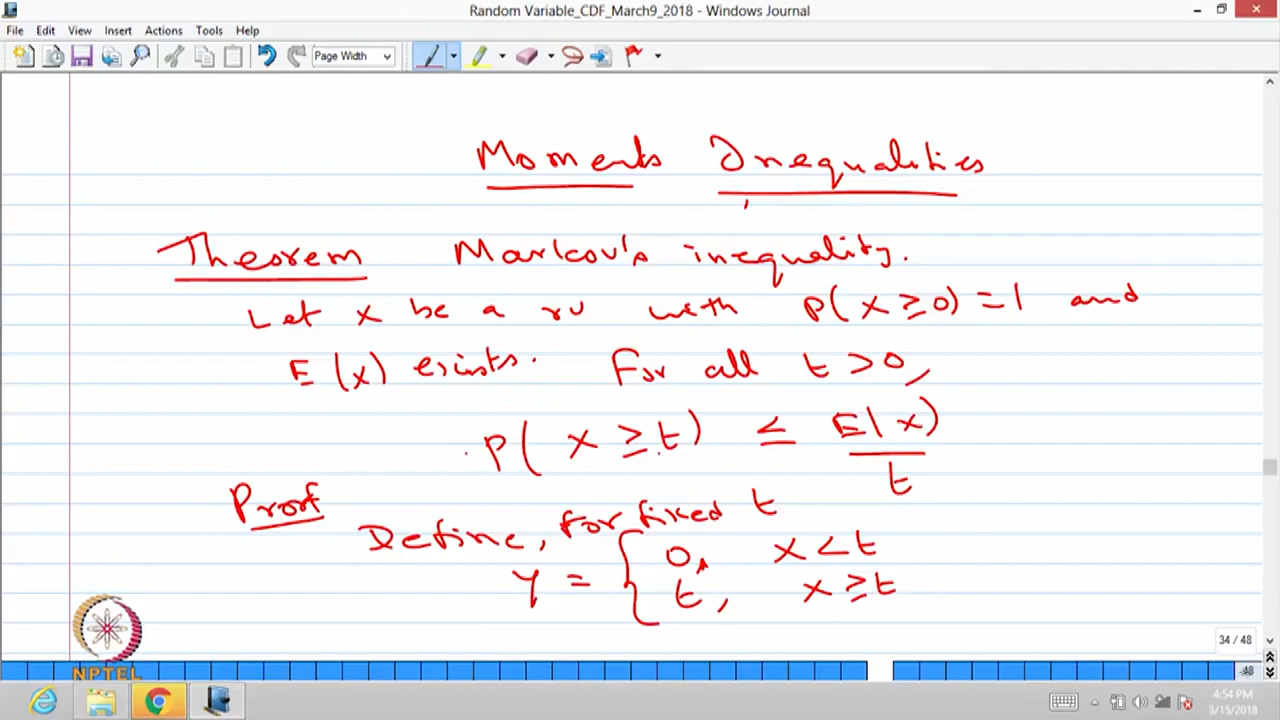 Random Variable_CDF_March9_2018 - Windows Journal
File Edit View Insert Actions Tools Help
Page Width
Moments Inequalities
Theorem Markov's inequality.
Let X be a rv with P(X ≥ 0) = 1 and
E(X) exists. For all t > 0,
P(X ≥ t) ≤ E(X)/t
Proof
Define, for fixed t
Y = { 0, X < t
t, X ≥ t
34 / 48
NPTEL
48
4:54 PM
3/15/2018